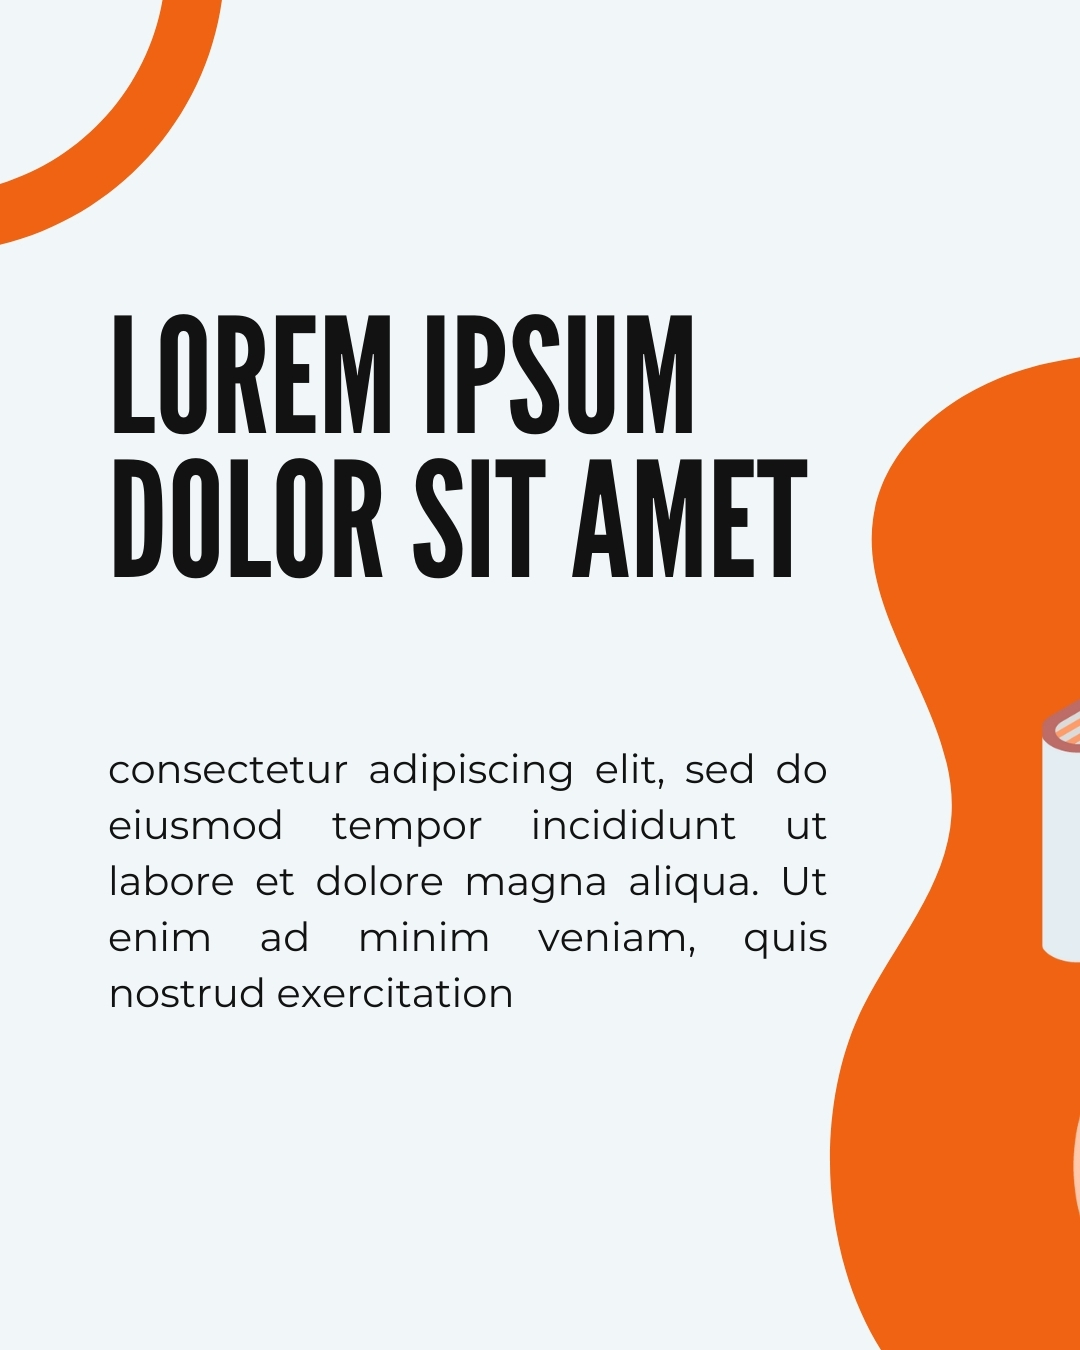 LOREM IPSUM
DOLOR SIT AMET
consectetur adipiscing elit, sed do
eiusmod tempor incididunt ut
labore et dolore magna aliqua. Ut
enim ad minim veniam, quis
nostrud exercitation